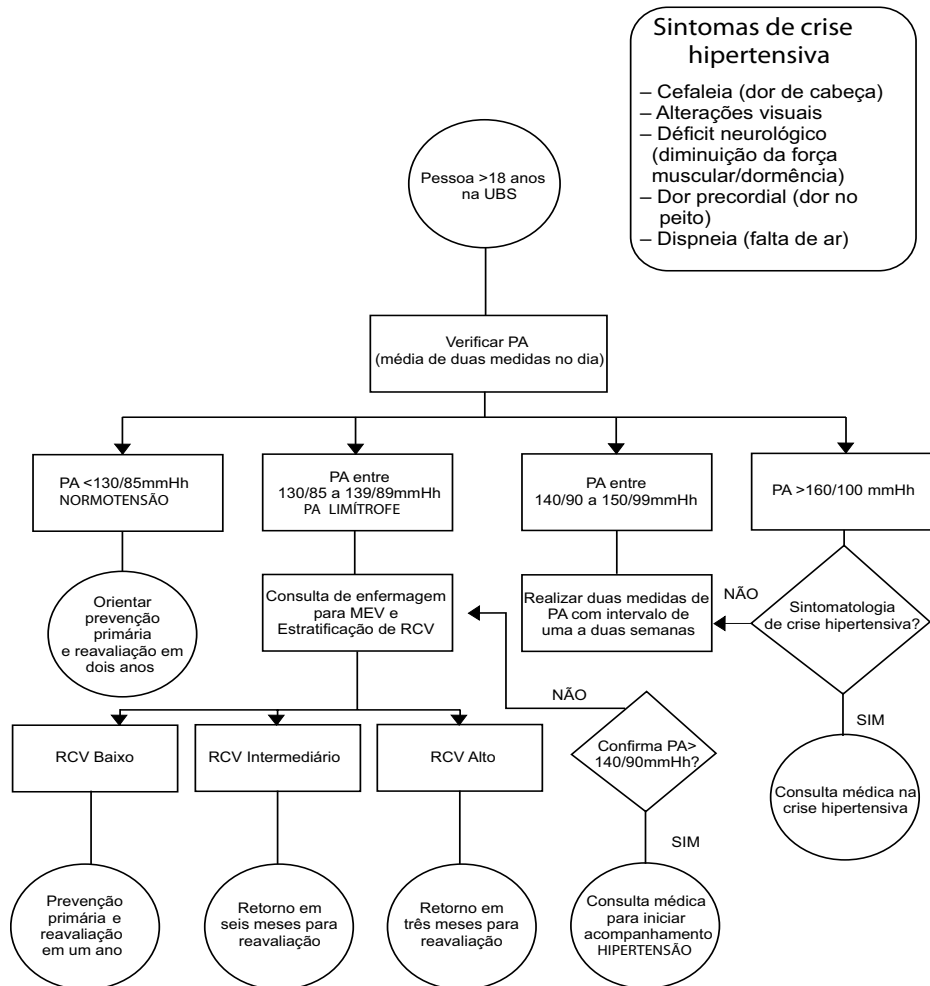 Sintomas de crise
hipertensiva
– Cefaleia (dor de cabeça)
– Alterações visuais
– Déficit neurológico
(diminuição da força
muscular/dormência)
– Dor precordial (dor no
peito)
– Dispneia (falta de ar)
Pessoa >18 anos
na UBS
Verificar PA
(média de duas medidas no dia)
PA <130/85mmHh
NORMOTENSÃO
PA entre
130/85 a 139/89mmHh
PA LIMÍTROFE
PA entre
140/90 a 150/99mmHh
PA >160/100 mmHh
Orientar
prevenção
primária
e reavaliação em
dois anos
Consulta de enfermagem
para MEV e
Estratificação de RCV
Realizar duas medidas de
PA com intervalo de
uma a duas semanas
NÃO
Sintomatologia
de crise hipertensiva?
NÃO
SIM
RCV Baixo
RCV Intermediário
RCV Alto
Confirma PA>
140/90mmHh?
Consulta médica na
crise hipertensiva
SIM
Prevenção
primária e
reavaliação
em um ano
Retorno em
seis meses para
reavaliação
Retorno em
três meses para
reavaliação
Consulta médica
para iniciar
acompanhamento
HIPERTENSÃO